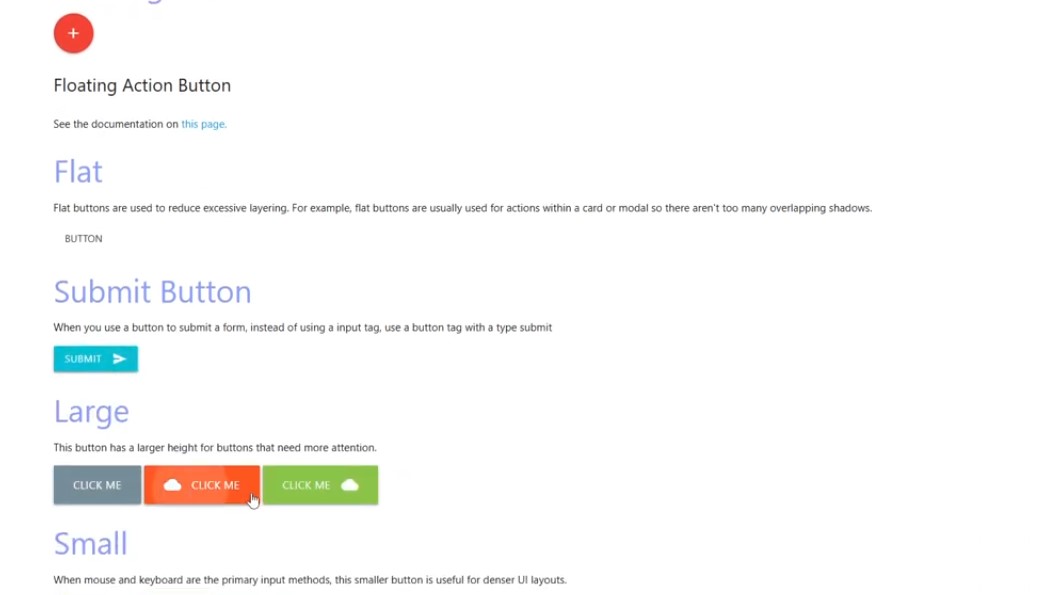 +
Floating Action Button
See the documentation on this page.
Flat
Flat buttons are used to reduce excessive layering. For example, flat buttons are usually used for actions within a card or modal so there aren't too many overlapping shadows.
BUTTON
Submit Button
When you use a button to submit a form, instead of using a input tag, use a button tag with a type submit
SUBMIT
Large
This button has a larger height for buttons that need more attention.
CLICK ME CLICK ME CLICK ME
Small
When mouse and keyboard are the primary input methods, this smaller button is useful for denser UI layouts.